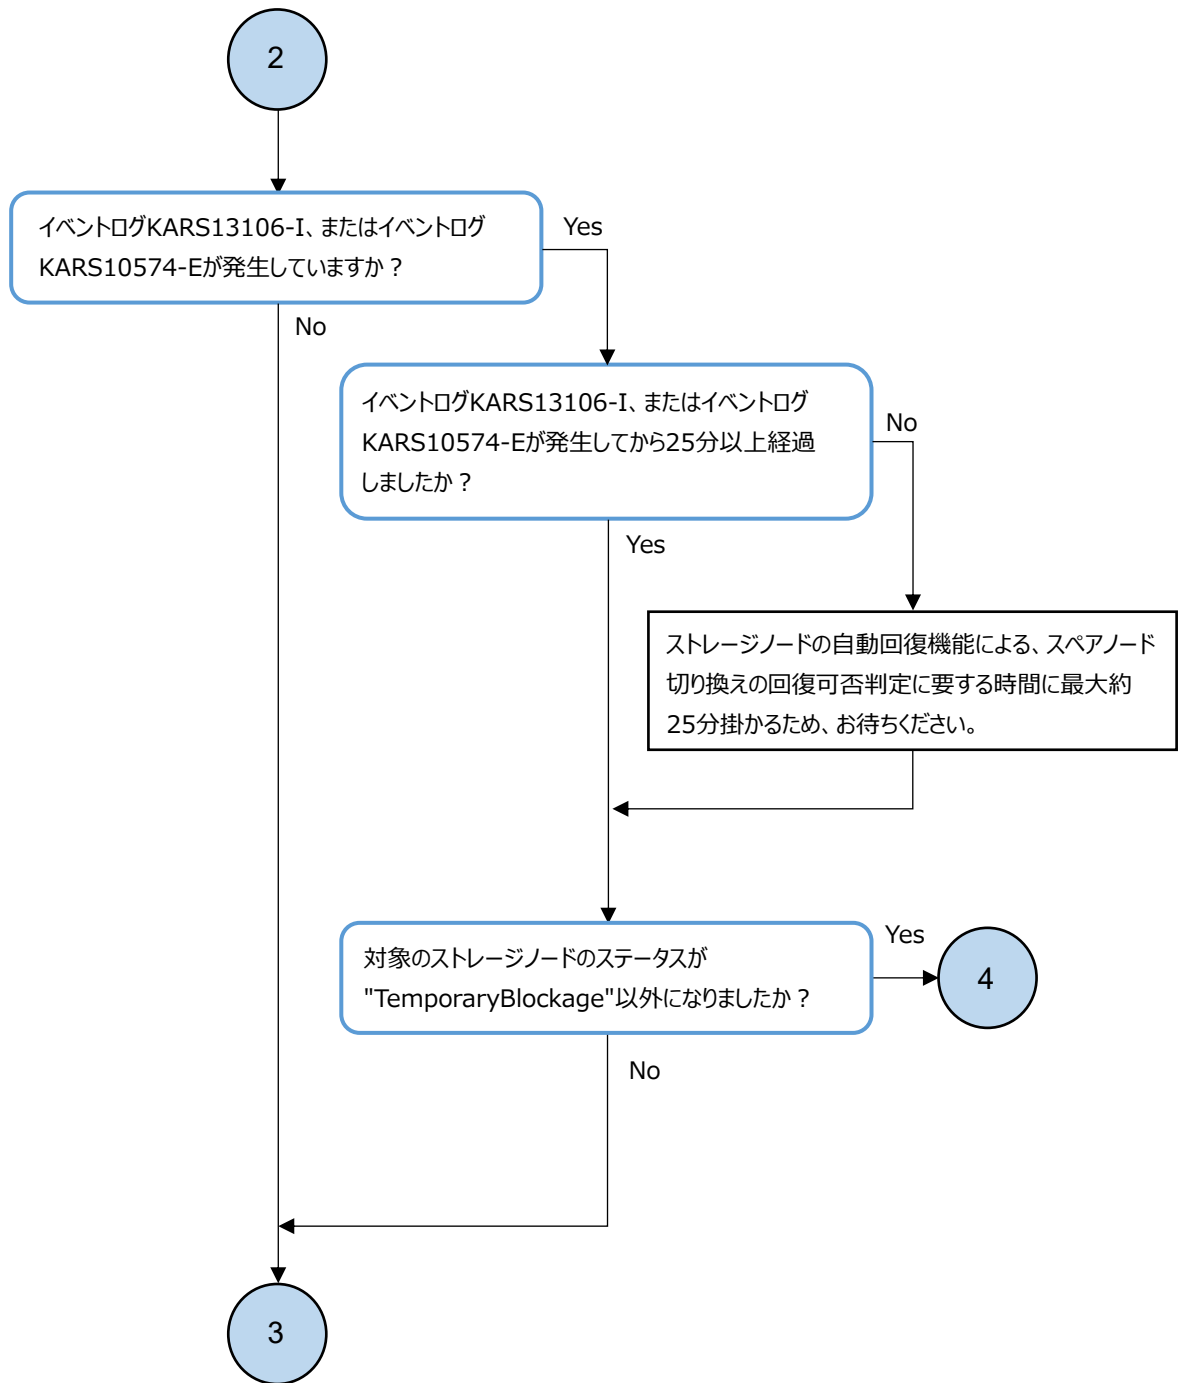 2
イベントログKARS13106-I、またはイベントログ
KARS10574-Eが発生していますか？
Yes
No
イベントログKARS13106-I、またはイベントログ
KARS10574-Eが発生してから25分以上経過
しましたか？
No
Yes
ストレージノードの自動回復機能による、スペアノード
切り換えの回復可否判定に要する時間に最大約
25分掛かるため、お待ちください。
対象のストレージノードのステータスが
"TemporaryBlockage"以外になりましたか？
Yes
4
No
3